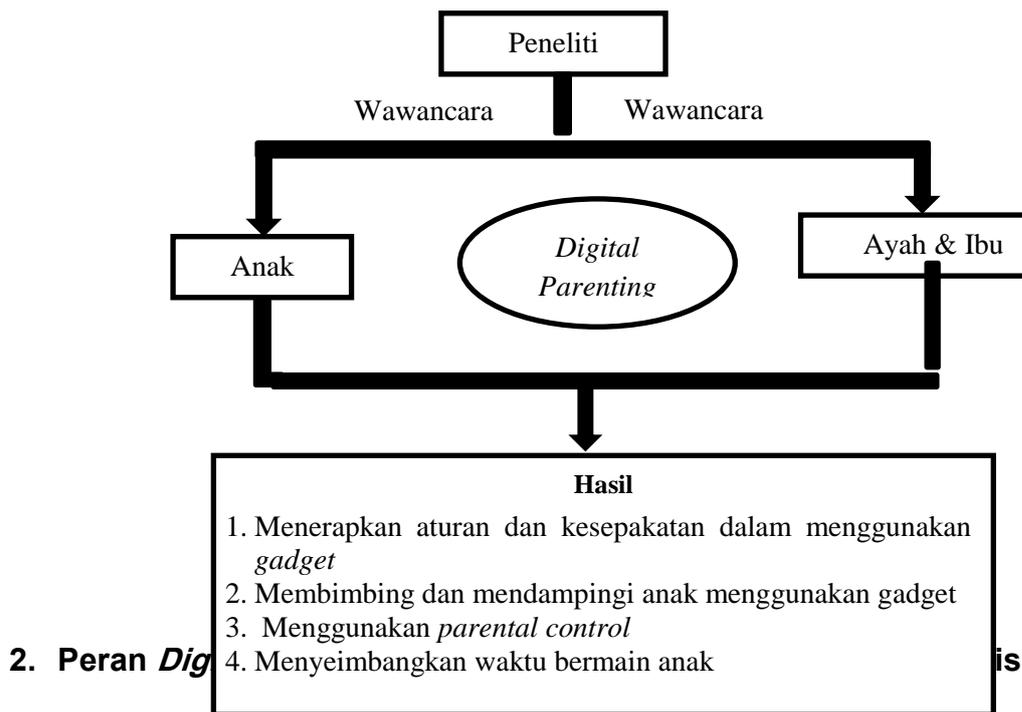 Peneliti
Wawancara Wawancara
Anak
Digital
Parenting
Ayah & Ibu
Hasil
1. Menerapkan aturan dan kesepakatan dalam menggunakan
gadget
2. Membimbing dan mendampingi anak menggunakan gadget
3. Menggunakan parental control
4. Menyeimbangkan waktu bermain anak
2. Peran Dig is